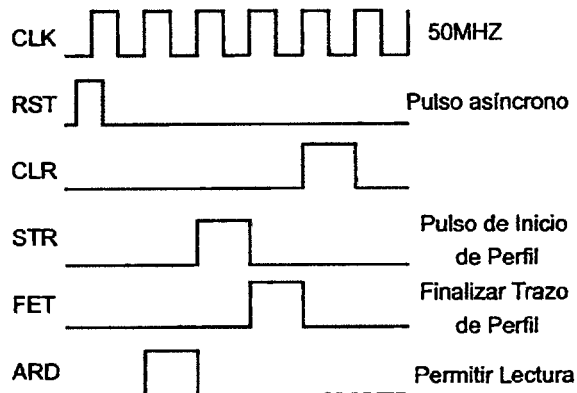 CLK 50MHZ
RST Pulso asíncrono
CLR
STR Pulso de Inicio
de Perfil
FET Finalizar Trazo
de Perfil
ARD Permitir Lectura